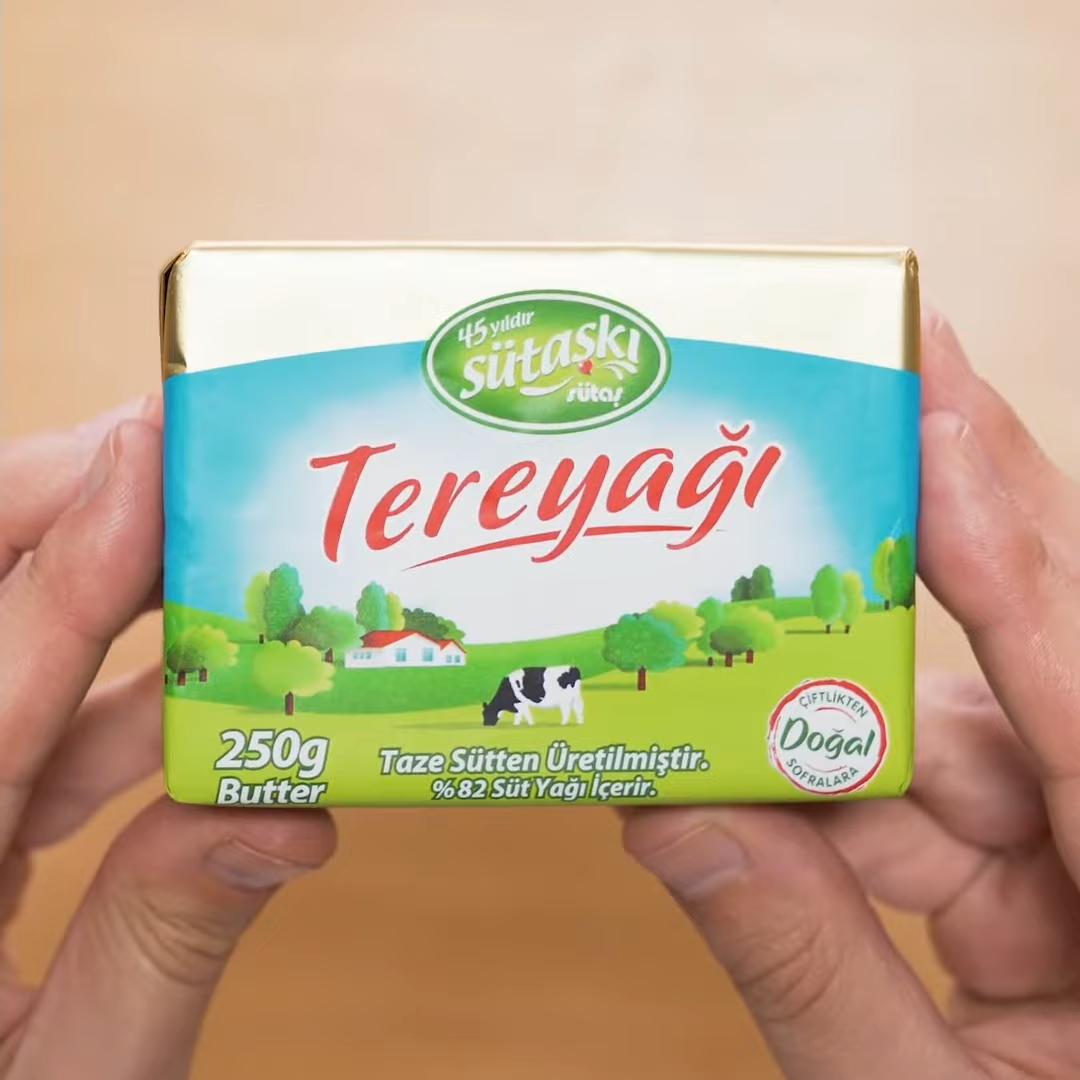 45 yıldır
sütaşkı
sütaş
Tereyağı
250g
Butter
Taze Sütten Üretilmiştir.
%82 Süt Yağı İçerir.
ÇİFTLİKTEN
Doğal
SOFRALARA